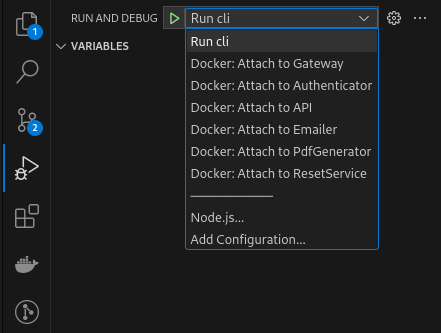 RUN AND DEBUG
Run cli
1
VARIABLES
Run cli
Docker: Attach to Gateway
Docker: Attach to Authenticator
Docker: Attach to API
Docker: Attach to Emailer
2
Docker: Attach to PdfGenerator
Docker: Attach to ResetService
Node.js...
Add Configuration...